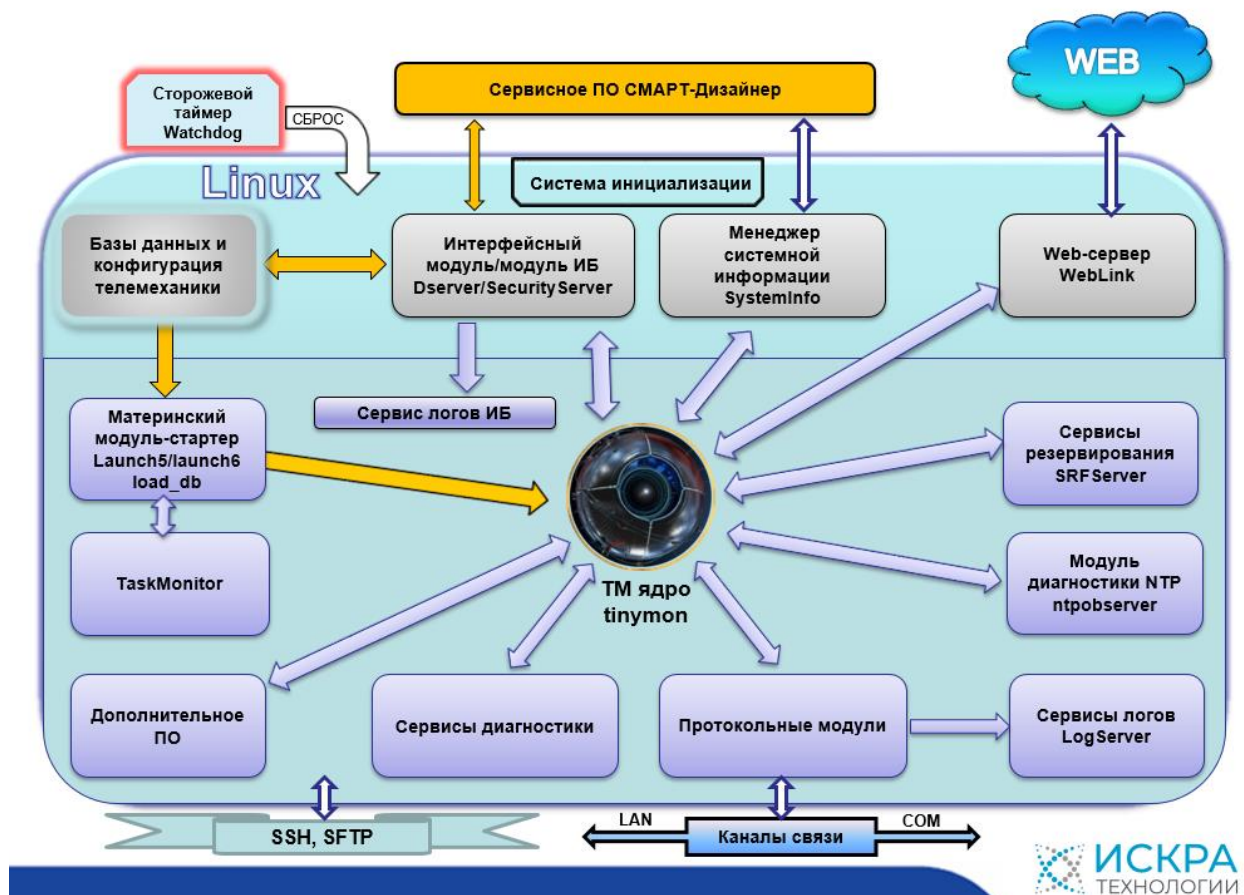 WEB
Сторожевой
таймер
Watchdog
СБРОС
Сервисное ПО СМАРТ-Дизайнер
Linux
Система инициализации
Базы данных и
конфигурация
телемеханики
Интерфейсный
модуль/модуль ИБ
Dserver/SecurityServer
Менеджер
системной
информации
SystemInfo
Web-сервер
WebLink
Материнский
модуль-стартер
Launch5/launch6
load_db
Сервис логов ИБ
Сервисы
резервирования
SRFServer
TaskMonitor
ТМ ядро
tinymon
Модуль
диагностики NTP
ntpobserver
Дополнительное
ПО
Сервисы диагностики
Протокольные модули
Сервисы логов
LogServer
SSH, SFTP
LAN
Каналы связи
COM
ИСКРА
ТЕХНОЛОГИИ